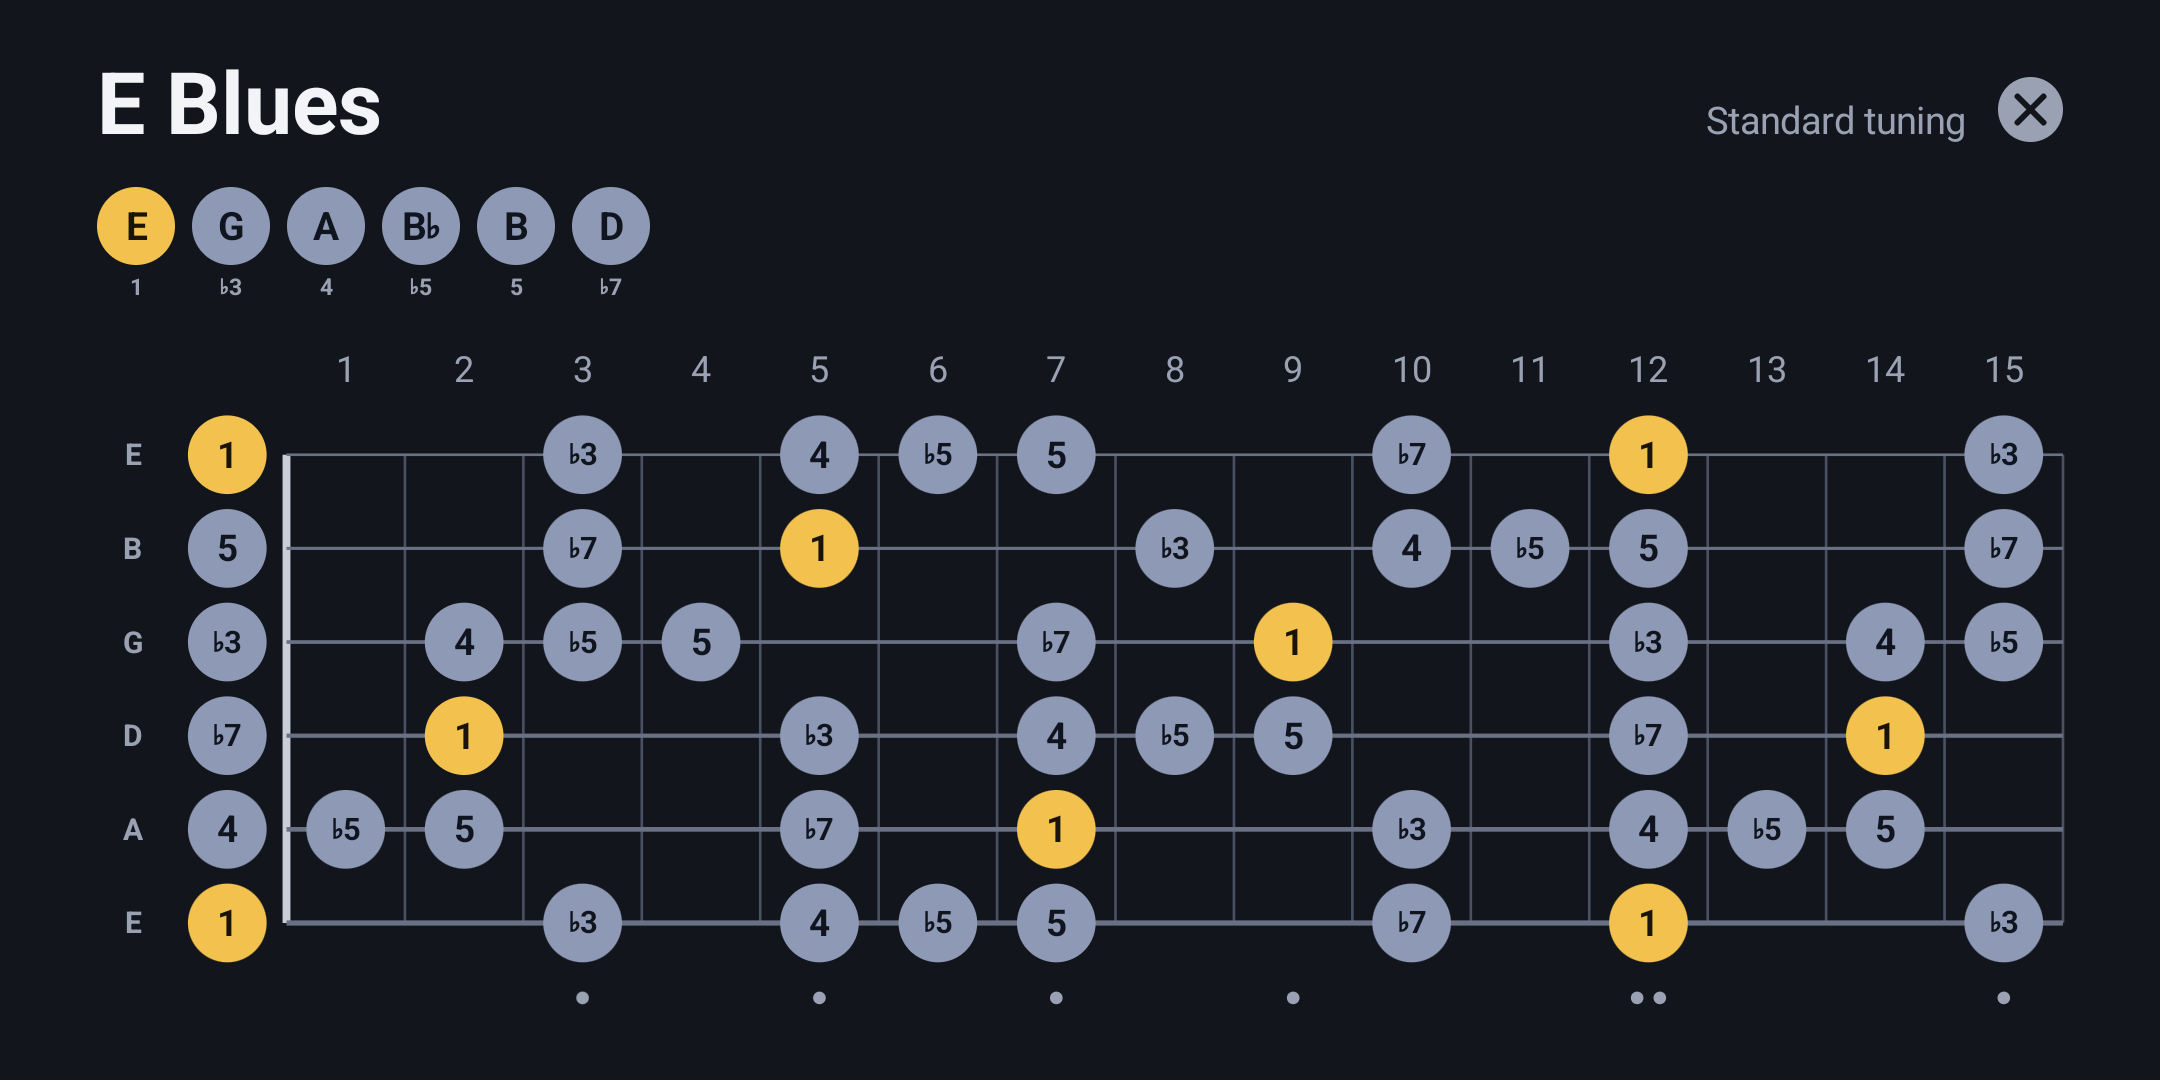 E Blues
Standard tuning
E G A B♭ B D
1 ♭3 4 ♭5 5 ♭7
1 2 3 4 5 6 7 8 9 10 11 12 13 14 15
E 1 ♭3 4 ♭5 5 ♭7 1 ♭3
B 5 ♭7 1 ♭3 4 ♭5 5 ♭7
G ♭3 4 ♭5 5 ♭7 1 ♭3 4 ♭5
D ♭7 1 ♭3 4 ♭5 5 ♭7 1
A 4 ♭5 5 ♭7 1 ♭3 4 ♭5 5
E 1 ♭3 4 ♭5 5 ♭7 1 ♭3